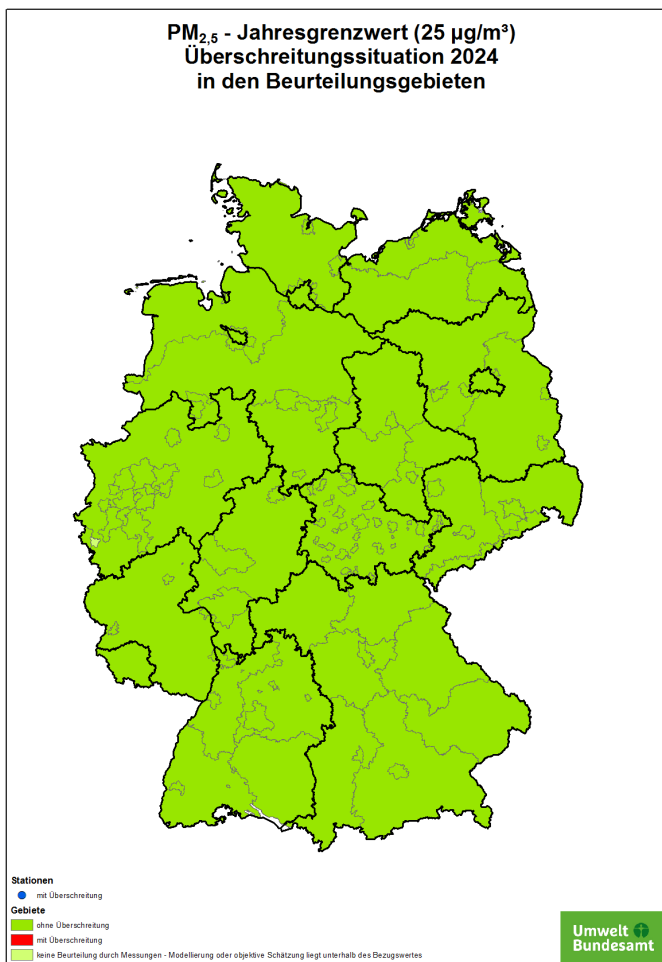 PM₂,₅ - Jahresgrenzwert (25 µg/m³)
Überschreitungssituation 2024
in den Beurteilungsgebieten
Stationen
mit Überschreitung
Gebiete
ohne Überschreitung
mit Überschreitung
keine Beurteilung durch Messungen - Modellierung oder objektive Schätzung liegt unterhalb des Bezugswertes
Umwelt
Bundesamt